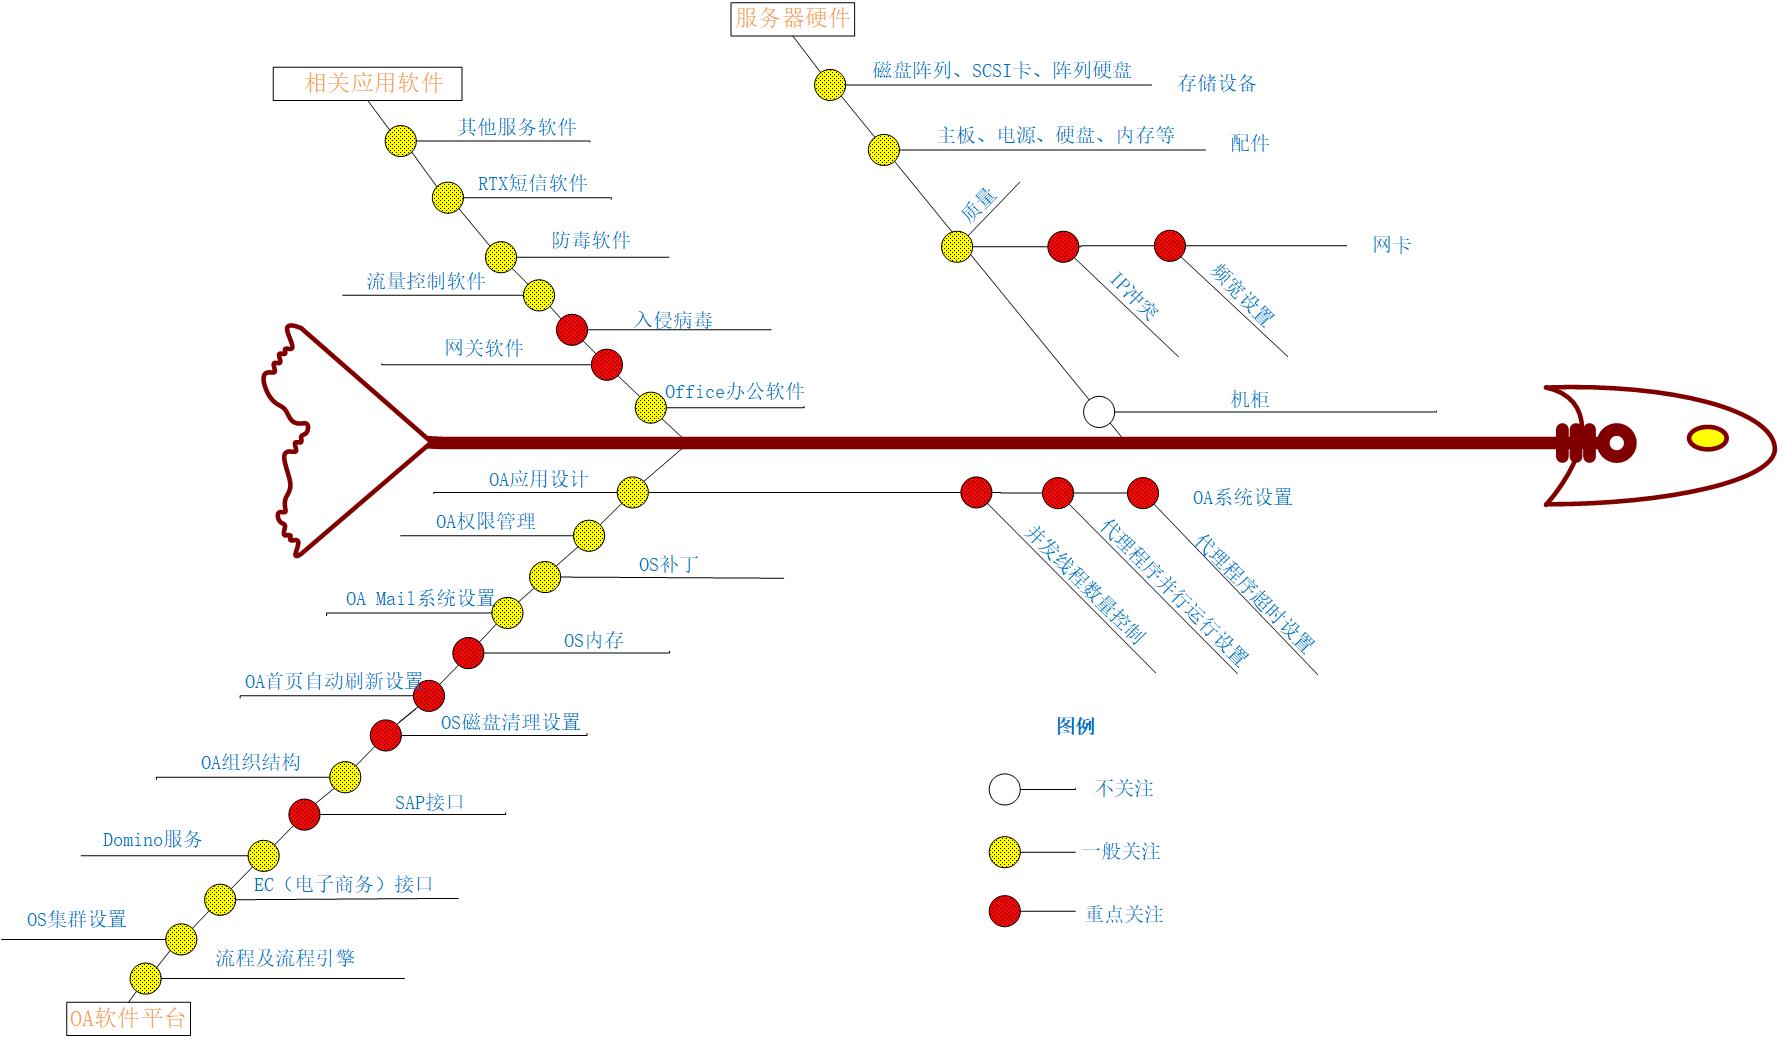 服务器硬件
磁盘阵列、SCSI卡、阵列硬盘
存储设备
主板、电源、硬盘、内存等
配件
质量
IP冲突
频宽设置
网卡
机柜
相关应用软件
其他服务软件
RTX短信软件
防毒软件
流量控制软件
入侵病毒
网关软件
Office办公软件
OA应用设计
OA权限管理
OS补丁
OA Mail系统设置
OS内存
OA首页自动刷新设置
OS磁盘清理设置
OA组织结构
SAP接口
Domino服务
EC（电子商务）接口
OS集群设置
流程及流程引擎
OA软件平台
并发线程数量控制
代理程序并行运行设置
代理程序超时设置
OA系统设置
图例
不关注
一般关注
重点关注